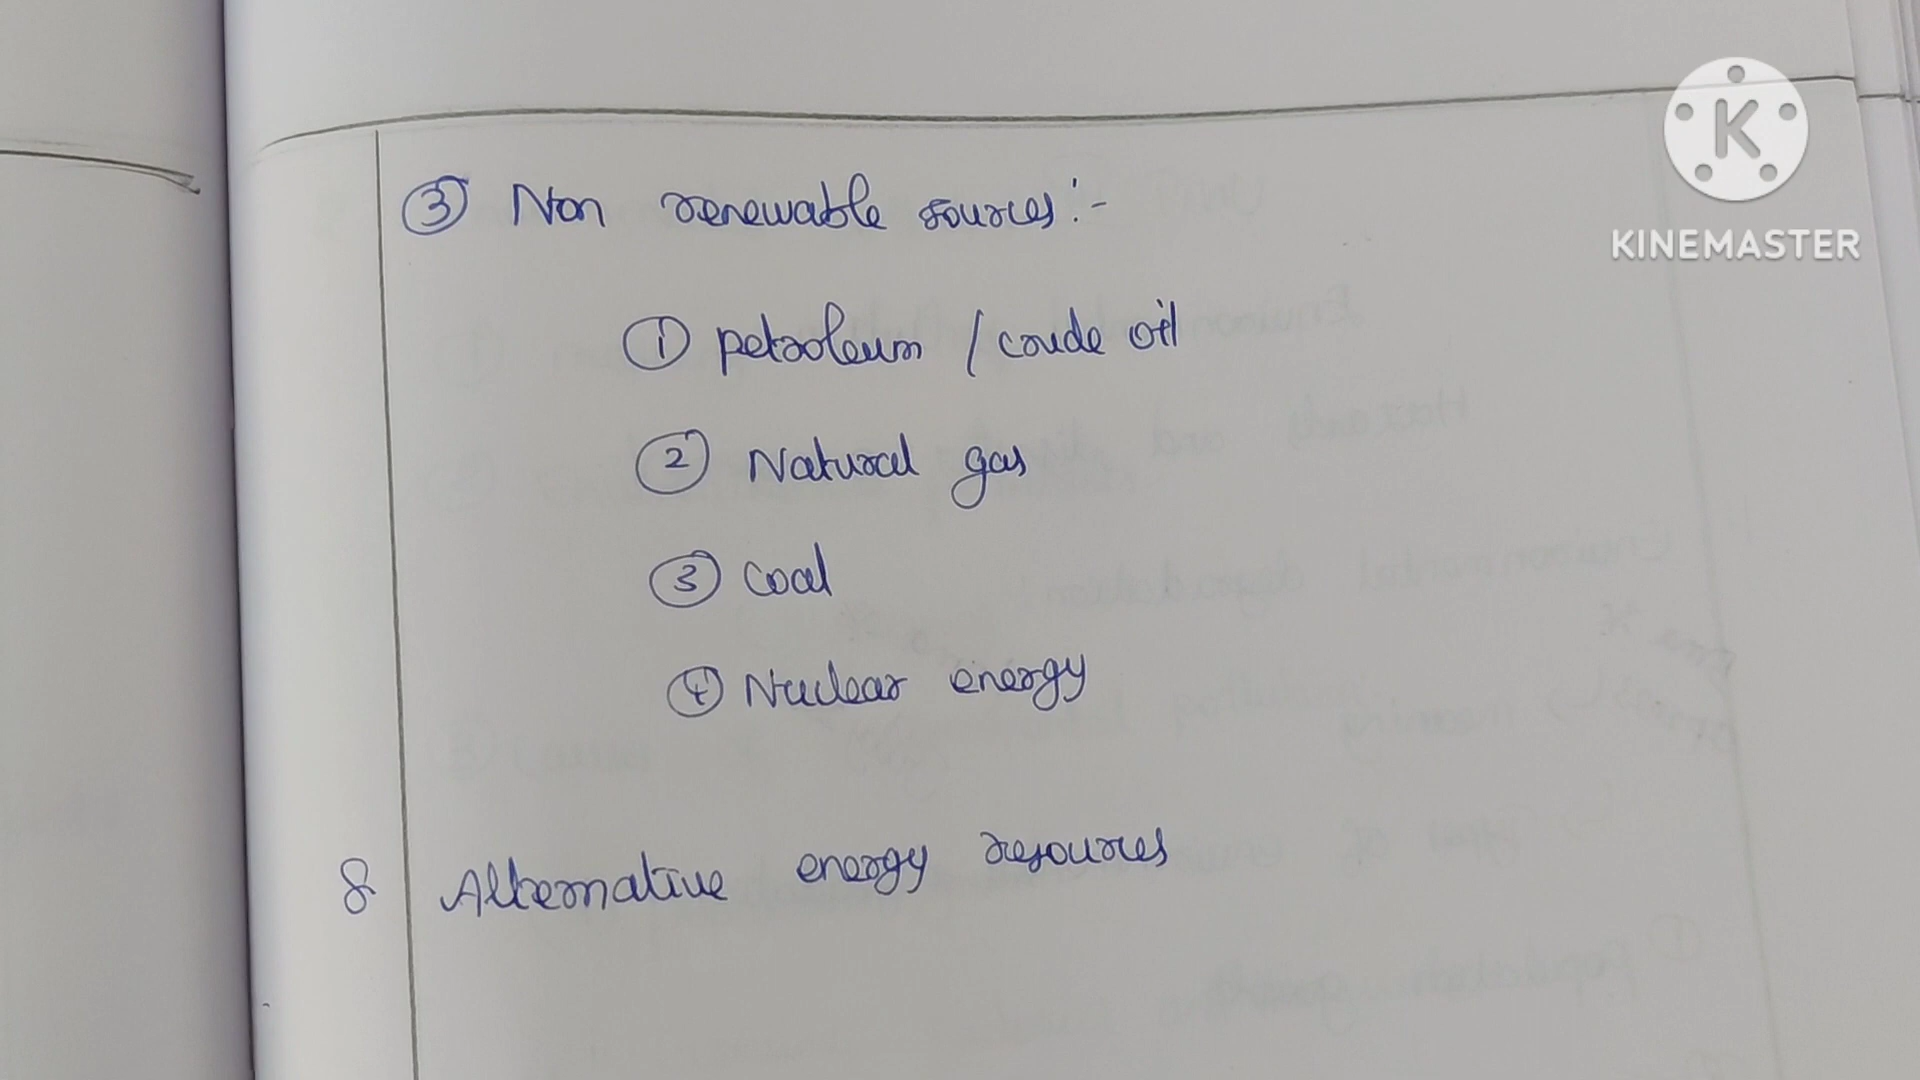 ③ Non renewable sources:-
① petroleum / crude oil
② Natural gas
③ coal
④ Nuclear energy
8 Alternative energy resources
K
KINEMASTER